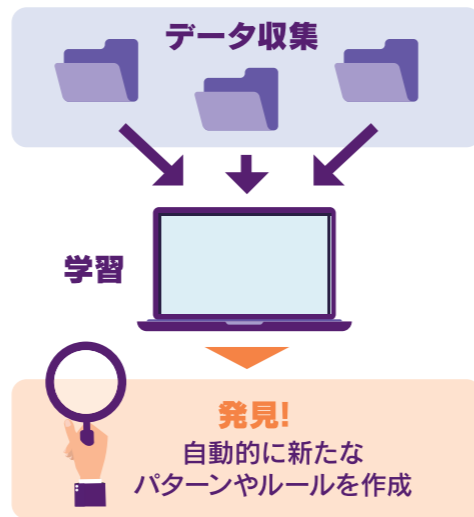 データ収集
学習
発見!
自動的に新たな
パターンやルールを作成